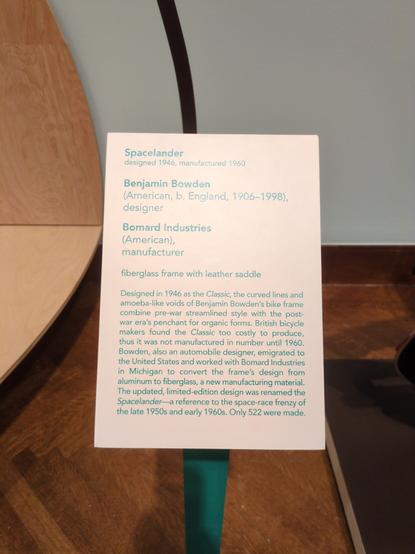 Spacelander
designed 1946, manufactured 1960
Benjamin Bowden
(American, b. England, 1906–1998),
designer
Bomard Industries
(American),
manufacturer
fiberglass frame with leather saddle
Designed in 1946 as the Classic, the curved lines and
amoeba-like voids of Benjamin Bowden's bike frame
combine pre-war streamlined style with the post-
war era's penchant for organic forms. British bicycle
makers found the Classic too costly to produce,
thus it was not manufactured in number until 1960.
Bowden, also an automobile designer, emigrated to
the United States and worked with Bomard Industries
in Michigan to convert the frame's design from
aluminum to fiberglass, a new manufacturing material.
The updated, limited-edition design was renamed the
Spacelander—a reference to the space-race frenzy of
the late 1950s and early 1960s. Only 522 were made.